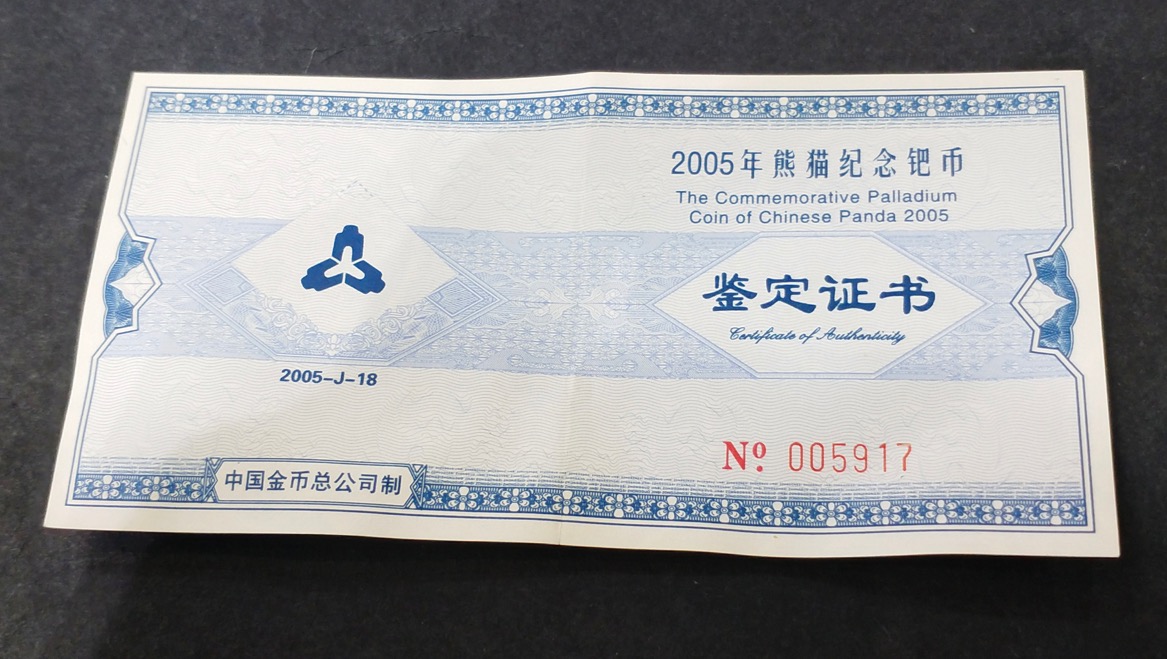 2005年熊猫纪念钯币
The Commemorative Palladium
Coin of Chinese Panda 2005
鉴定证书
Certificate of Authenticity
2005-J-18
Nº 005917
中国金币总公司制